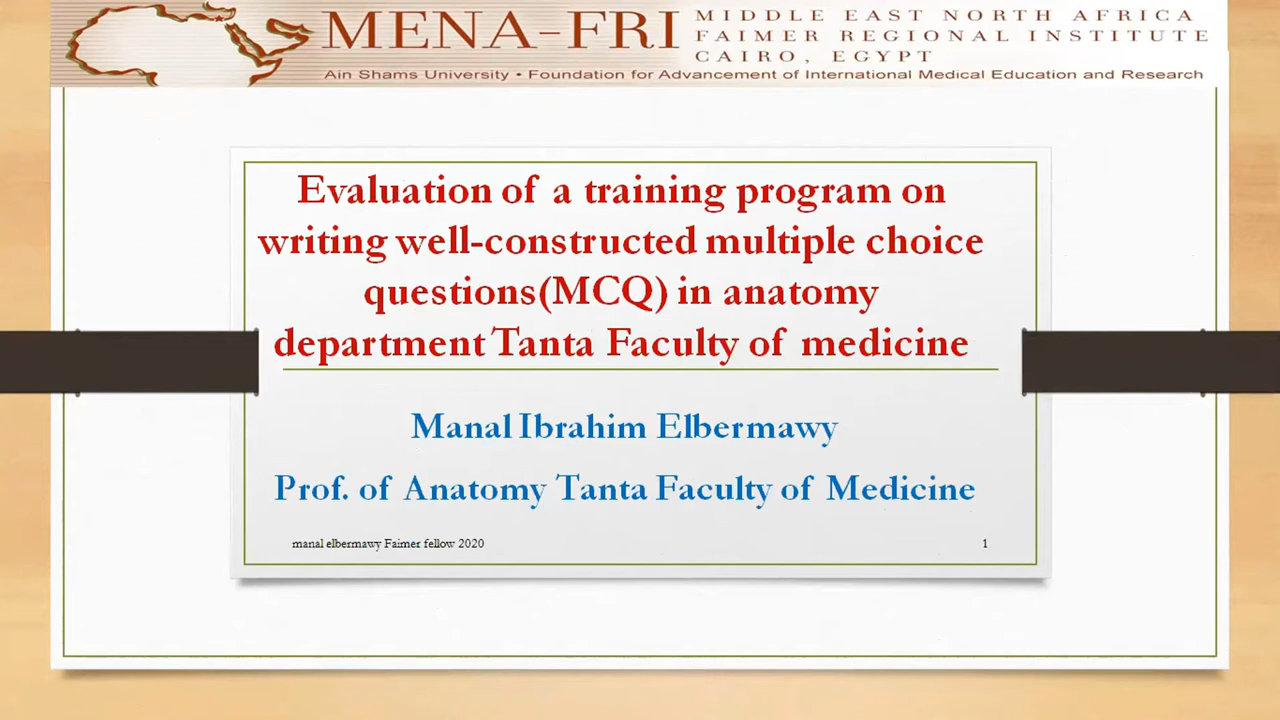 MENA-FRI
MIDDLE EAST NORTH AFRICA
FAIMER REGIONAL INSTITUTE
CAIRO, EGYPT
Ain Shams University • Foundation for Advancement of International Medical Education and Research
Evaluation of a training program on
writing well-constructed multiple choice
questions(MCQ) in anatomy
department Tanta Faculty of medicine
Manal Ibrahim Elbermawy
Prof. of Anatomy Tanta Faculty of Medicine
manal elbermawy Faimer fellow 2020
1